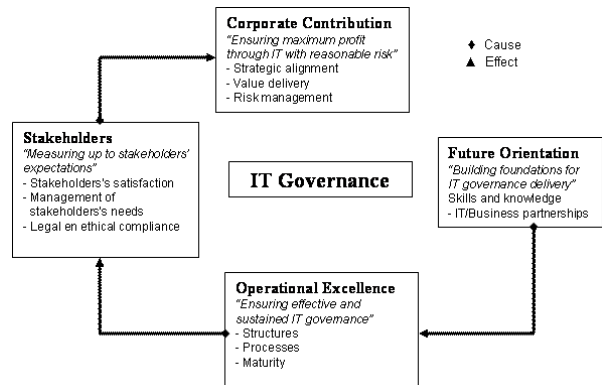 Corporate Contribution
"Ensuring maximum profit
through IT with reasonable risk"
- Strategic alignment
- Value delivery
- Risk management
Cause
Effect
Stakeholders
"Measuring up to stakeholders'
expectations"
- Stakeholders's satisfaction
- Management of
stakeholders's needs
- Legal en ethical compliance
IT Governance
Future Orientation
"Building foundations for
IT governance delivery"
Skills and knowledge
- IT/Business partnerships
Operational Excellence
"Ensuring effective and
sustained IT governance"
- Structures
- Processes
- Maturity